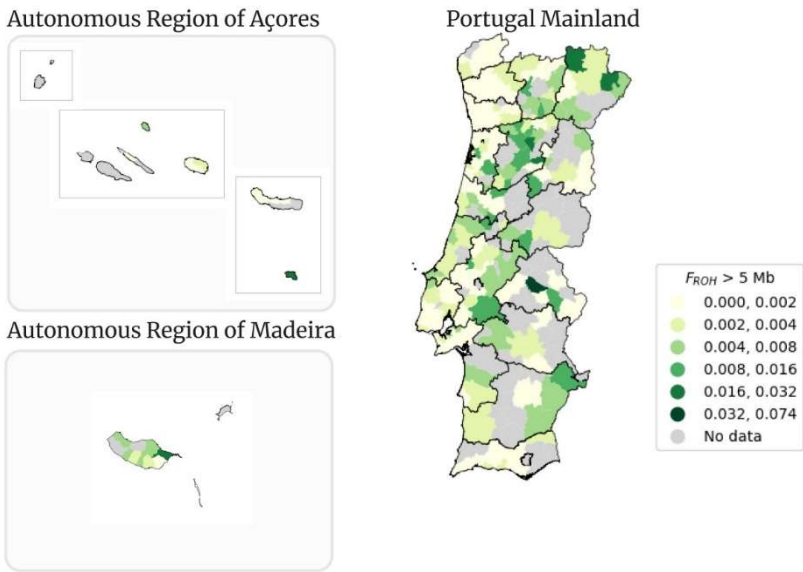 Autonomous Region of Açores
Portugal Mainland
Autonomous Region of Madeira
F_ROH > 5 Mb
0.000, 0.002
0.002, 0.004
0.004, 0.008
0.008, 0.016
0.016, 0.032
0.032, 0.074
No data